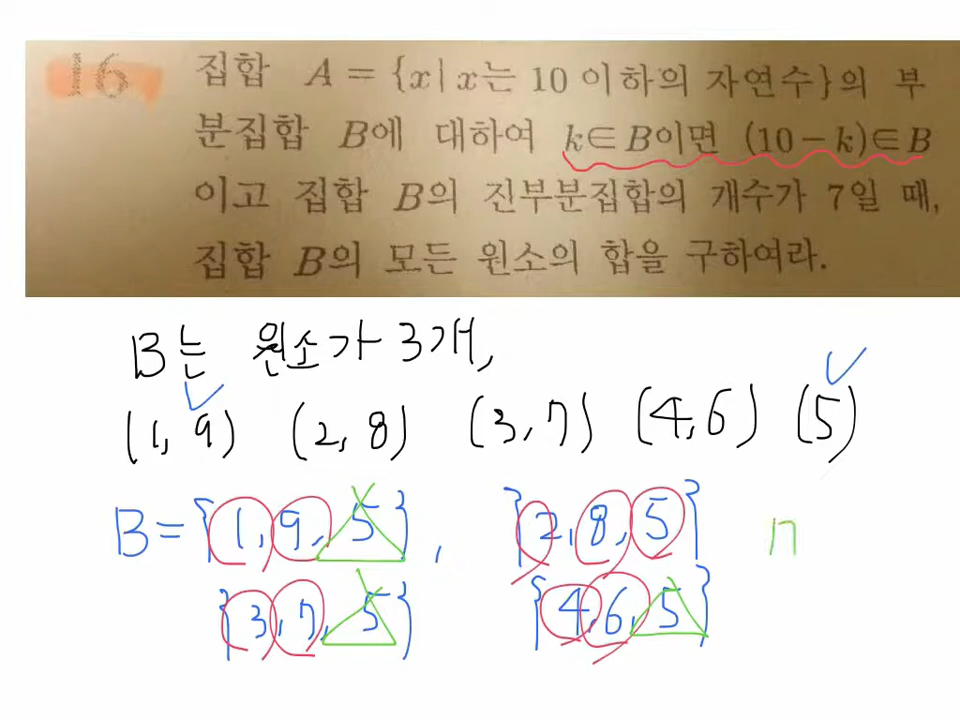 16 집합 A = {x | x는 10 이하의 자연수}의 부
분집합 B에 대하여 k∈B이면 (10-k)∈B
이고 집합 B의 진부분집합의 개수가 7일 때,
집합 B의 모든 원소의 합을 구하여라.
B는 원소가 3개,
(1, 9) (2, 8) (3, 7) (4, 6) (5)
B = {1, 9, 5}, {2, 8, 5} n
{3, 7, 5} {4, 6, 5}